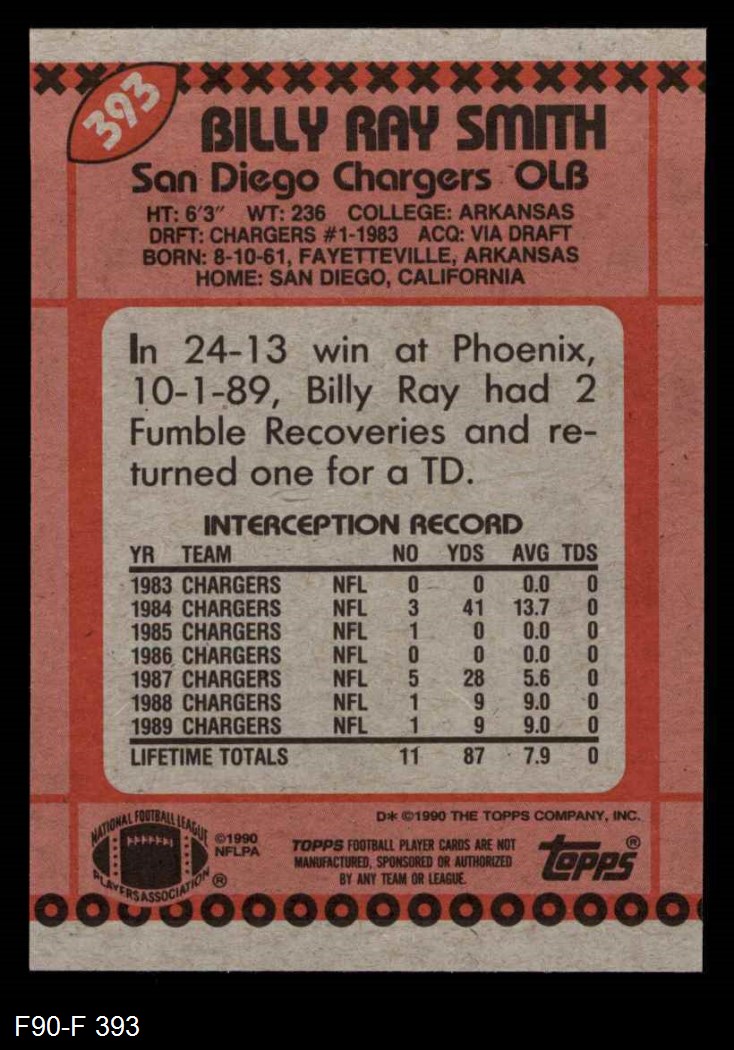 393
BILLY RAY SMITH
San Diego Chargers OLB
HT: 6'3" WT: 236 COLLEGE: ARKANSAS
DRFT: CHARGERS #1-1983 ACQ: VIA DRAFT
BORN: 8-10-61, FAYETTEVILLE, ARKANSAS
HOME: SAN DIEGO, CALIFORNIA
In 24-13 win at Phoenix,
10-1-89, Billy Ray had 2
Fumble Recoveries and re-
turned one for a TD.
INTERCEPTION RECORD
YR TEAM NO YDS AVG TDS
1983 CHARGERS NFL 0 0 0.0 0
1984 CHARGERS NFL 3 41 13.7 0
1985 CHARGERS NFL 1 0 0.0 0
1986 CHARGERS NFL 0 0 0.0 0
1987 CHARGERS NFL 5 28 5.6 0
1988 CHARGERS NFL 1 9 9.0 0
1989 CHARGERS NFL 1 9 9.0 0
LIFETIME TOTALS 11 87 7.9 0
D* ©1990 THE TOPPS COMPANY, INC.
NATIONAL FOOTBALL LEAGUE
PLAYERS ASSOCIATION ®
©1990
NFLPA
TOPPS FOOTBALL PLAYER CARDS ARE NOT
MANUFACTURED, SPONSORED OR AUTHORIZED
BY ANY TEAM OR LEAGUE.
topps®
F90-F 393